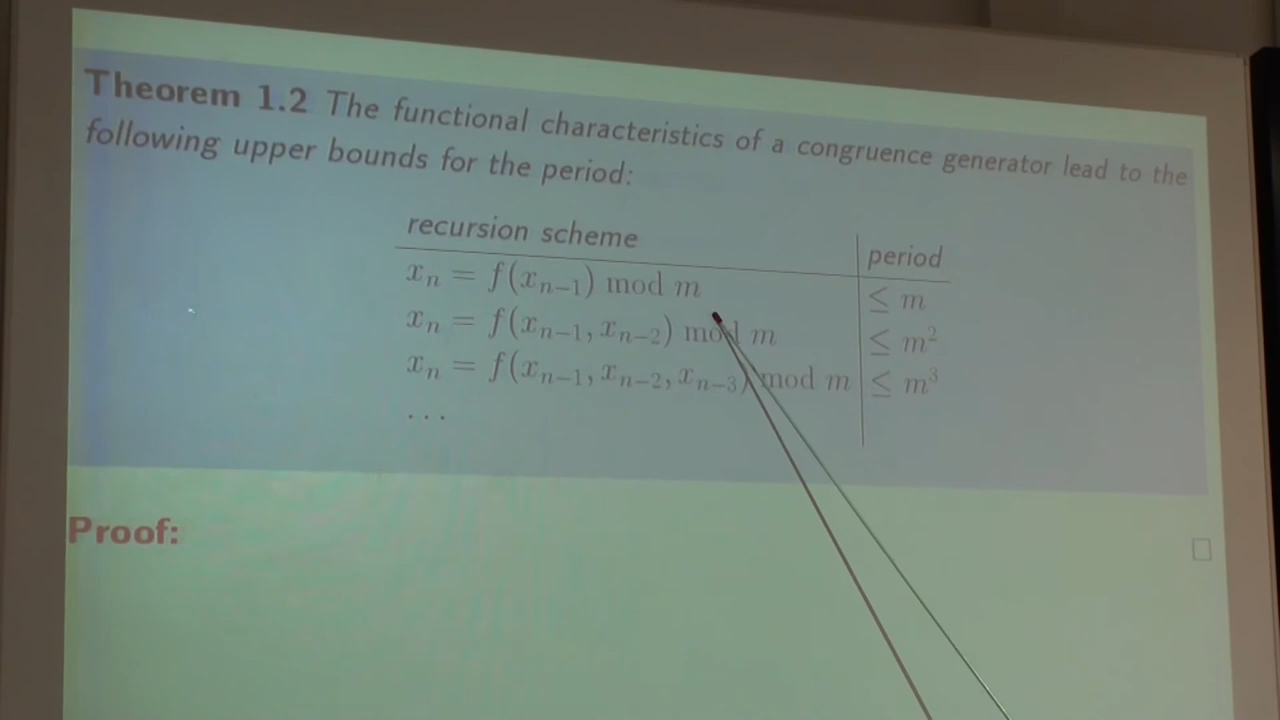 Theorem 1.2 The functional characteristics of a congruence generator lead to the
following upper bounds for the period:
recursion scheme | period
xₙ = f(xₙ₋₁) mod m | ≤ m
xₙ = f(xₙ₋₁, xₙ₋₂) mod m | ≤ m²
xₙ = f(xₙ₋₁, xₙ₋₂, xₙ₋₃) mod m | ≤ m³
...
Proof: □